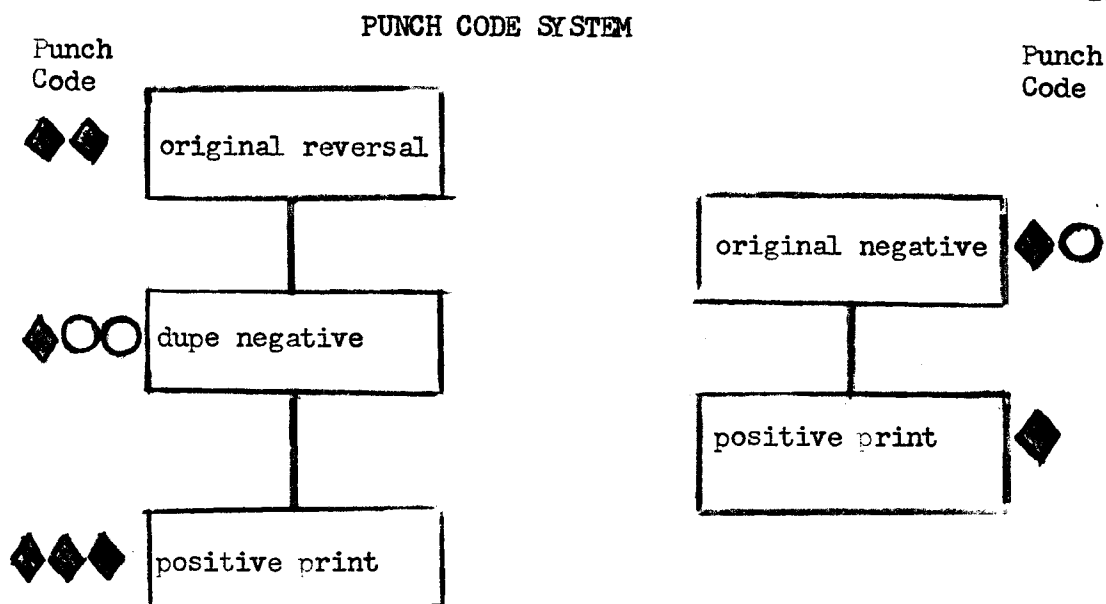 PUNCH CODE SYSTEM
Punch
Code
Punch
Code
original reversal
original negative
dupe negative
positive print
positive print